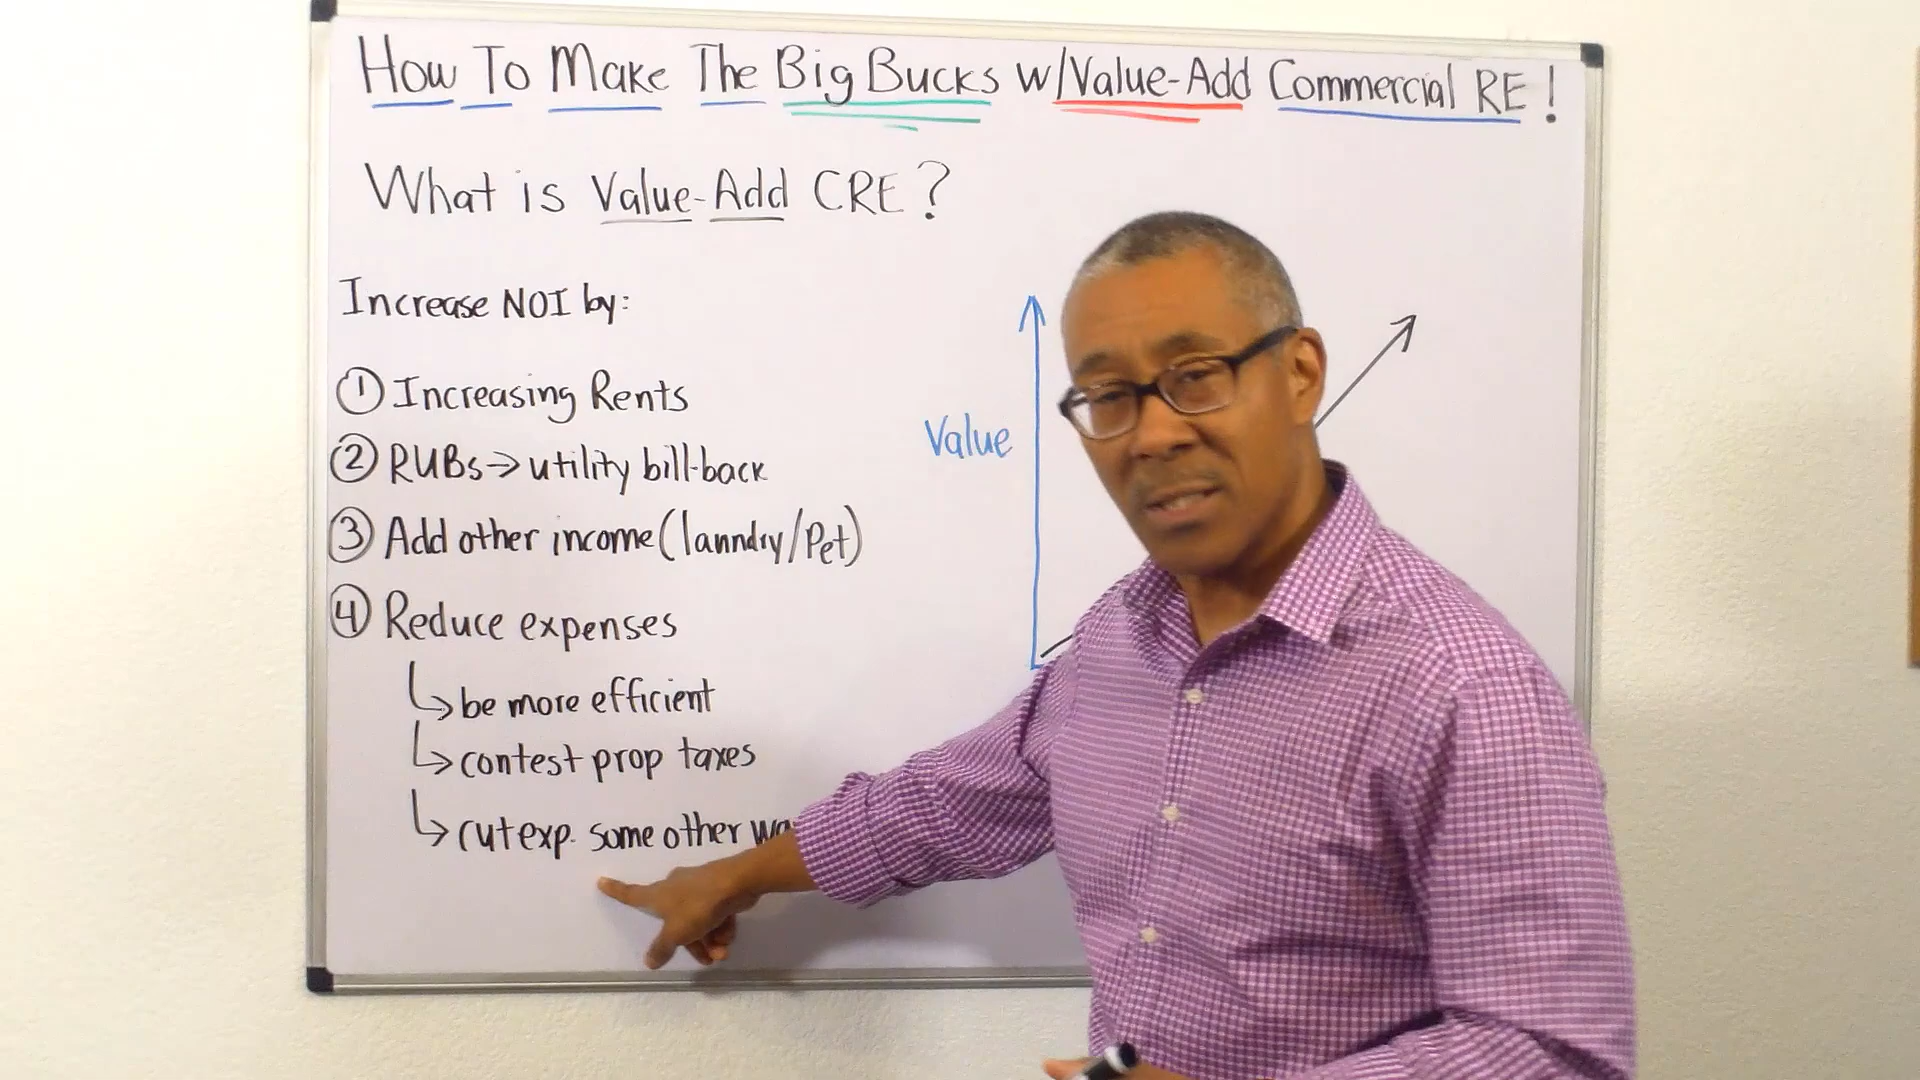 How To Make The Big Bucks w/Value-Add Commercial RE!
What is Value-Add CRE?
Increase NOI by:
① Increasing Rents
② RUBs→utility bill-back
③ Add other income (lanndry/Pet)
④ Reduce expenses
↳ be more efficient
↳ contest prop taxes
↳ cut exp. some other
Value